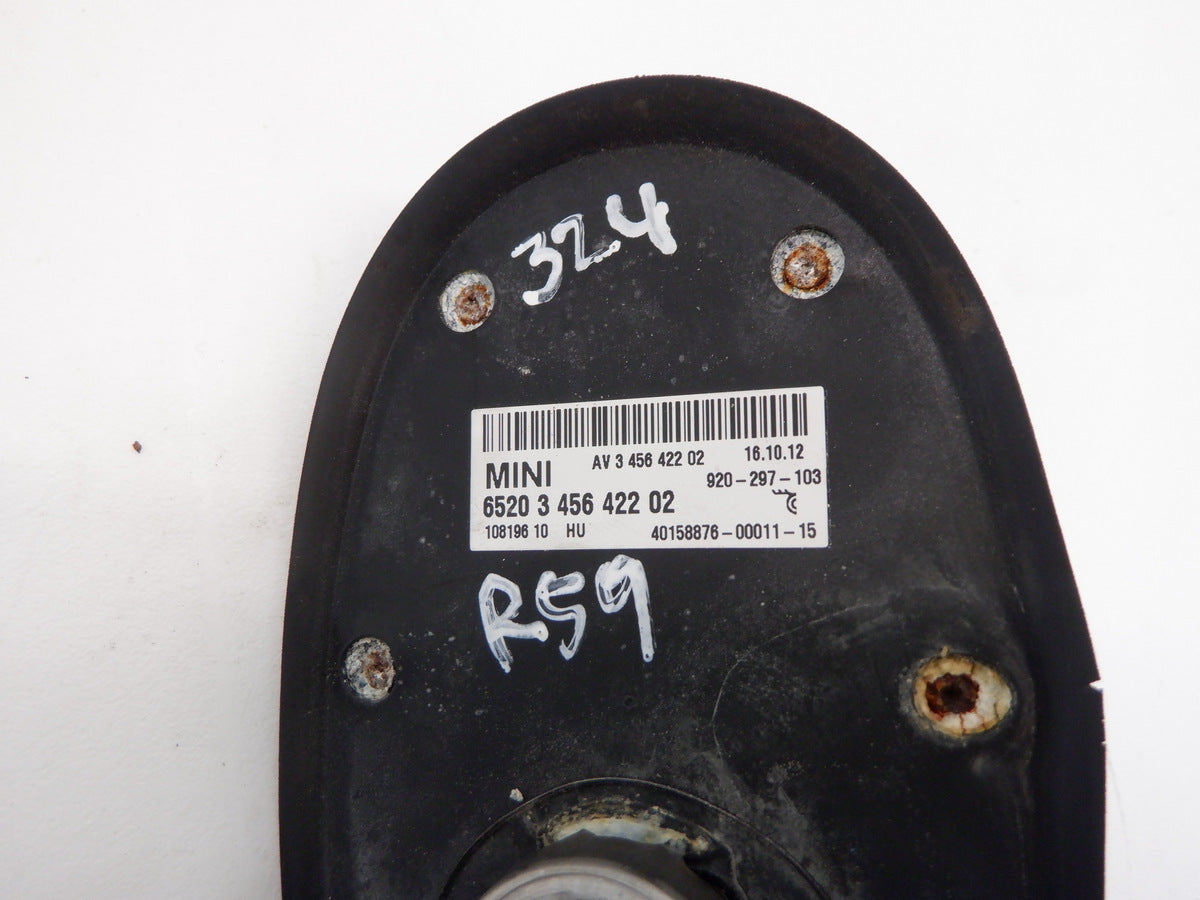 324
AV 3 456 422 02 16.10.12
MINI 920-297-103
6520 3 456 422 02
108196 10 HU 40158876-00011-15
R59